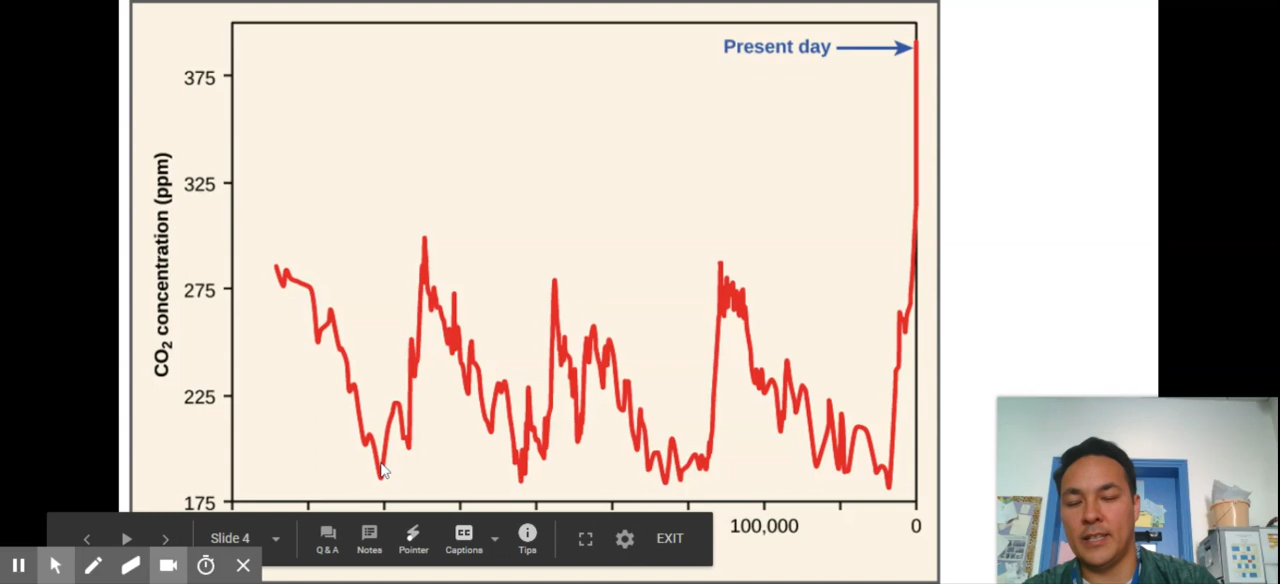 Present day
375
325
275
225
175
CO₂ concentration (ppm)
100,000
0
Slide 4
Q & A
Notes
Pointer
Captions
Tips
EXIT